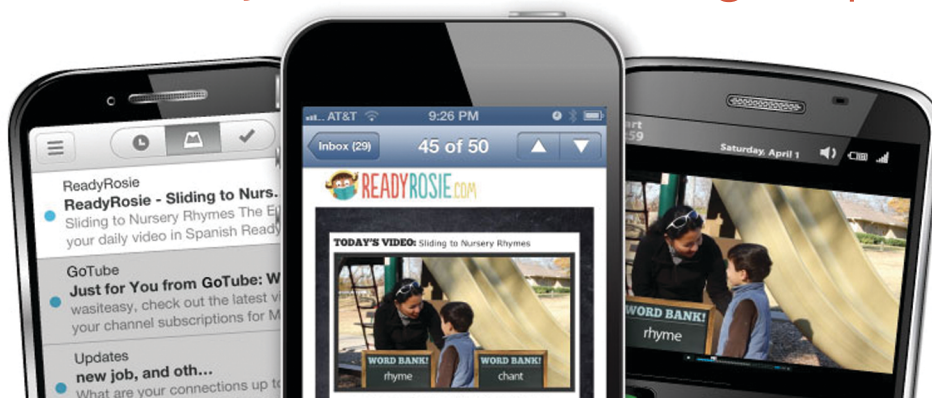 ReadyRosie
ReadyRosie - Sliding to Nurs.
Sliding to Nursery Rhymes The E
your daily video in Spanish Ready
GoTube
Just for You from GoTube: W
wasiteasy, check out the latest vi
your channel subscriptions for M
Updates
new job, and oth...
What are your connections up to
AT&T 9:26 PM
Inbox (29) 45 of 50
READYROSIE.COM
TODAY'S VIDEO: Sliding to Nursery Rhymes
WORD BANK!
rhyme
WORD BANK!
chant
art
:59
Saturday, April 1
WORD BANK!
rhyme